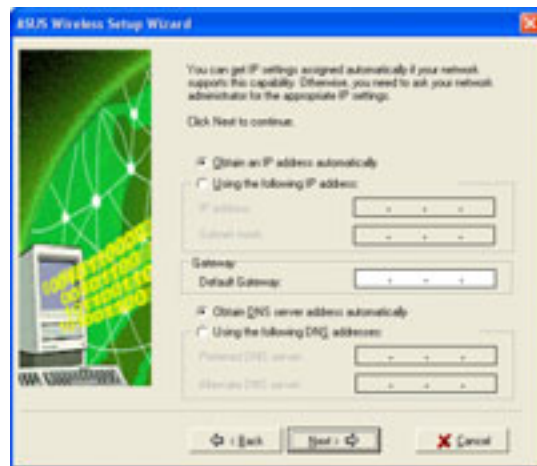 ASUS Wireless Setup Wizard
You can get IP settings assigned automatically if your network
supports this capability. Otherwise, you need to ask your network
administrator for the appropriate IP settings.
Click Next to continue.
Obtain an IP address automatically
Using the following IP address:
IP address:
Subnet mask:
Gateway
Default Gateway:
Obtain DNS server address automatically
Using the following DNS addresses:
Preferred DNS server:
Alternate DNS server:
< Back
Next >
Cancel